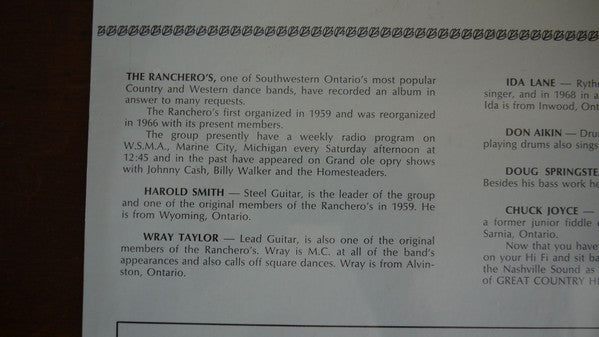 THE RANCHERO'S, one of Southwestern Ontario's most popular
Country and Western dance bands, have recorded an album in
answer to many requests.
The Ranchero's first organized in 1959 and was reorganized
in 1966 with its present members.
The group presently have a weekly radio program on
W.S.M.A., Marine City, Michigan every Saturday afternoon at
12:45 and in the past have appeared on Grand ole opry shows
with Johnny Cash, Billy Walker and the Homesteaders.
HAROLD SMITH — Steel Guitar, is the leader of the group
and one of the original members of the Ranchero's in 1959. He
is from Wyoming, Ontario.
WRAY TAYLOR — Lead Guitar, is also one of the original
members of the Ranchero's. Wray is M.C. at all of the band's
appearances and also calls off square dances. Wray is from Alvin-
ston, Ontario.
IDA LANE — Ryth
singer, and in 1968 in a
Ida is from Inwood, Ont
DON AIKIN — Dru
playing drums also sings
DOUG SPRINGSTE
Besides his bass work he
CHUCK JOYCE —
a former junior fiddle
Sarnia, Ontario.
Now that you have
on your Hi Fi and sit ba
the Nashville Sound as
of GREAT COUNTRY HI